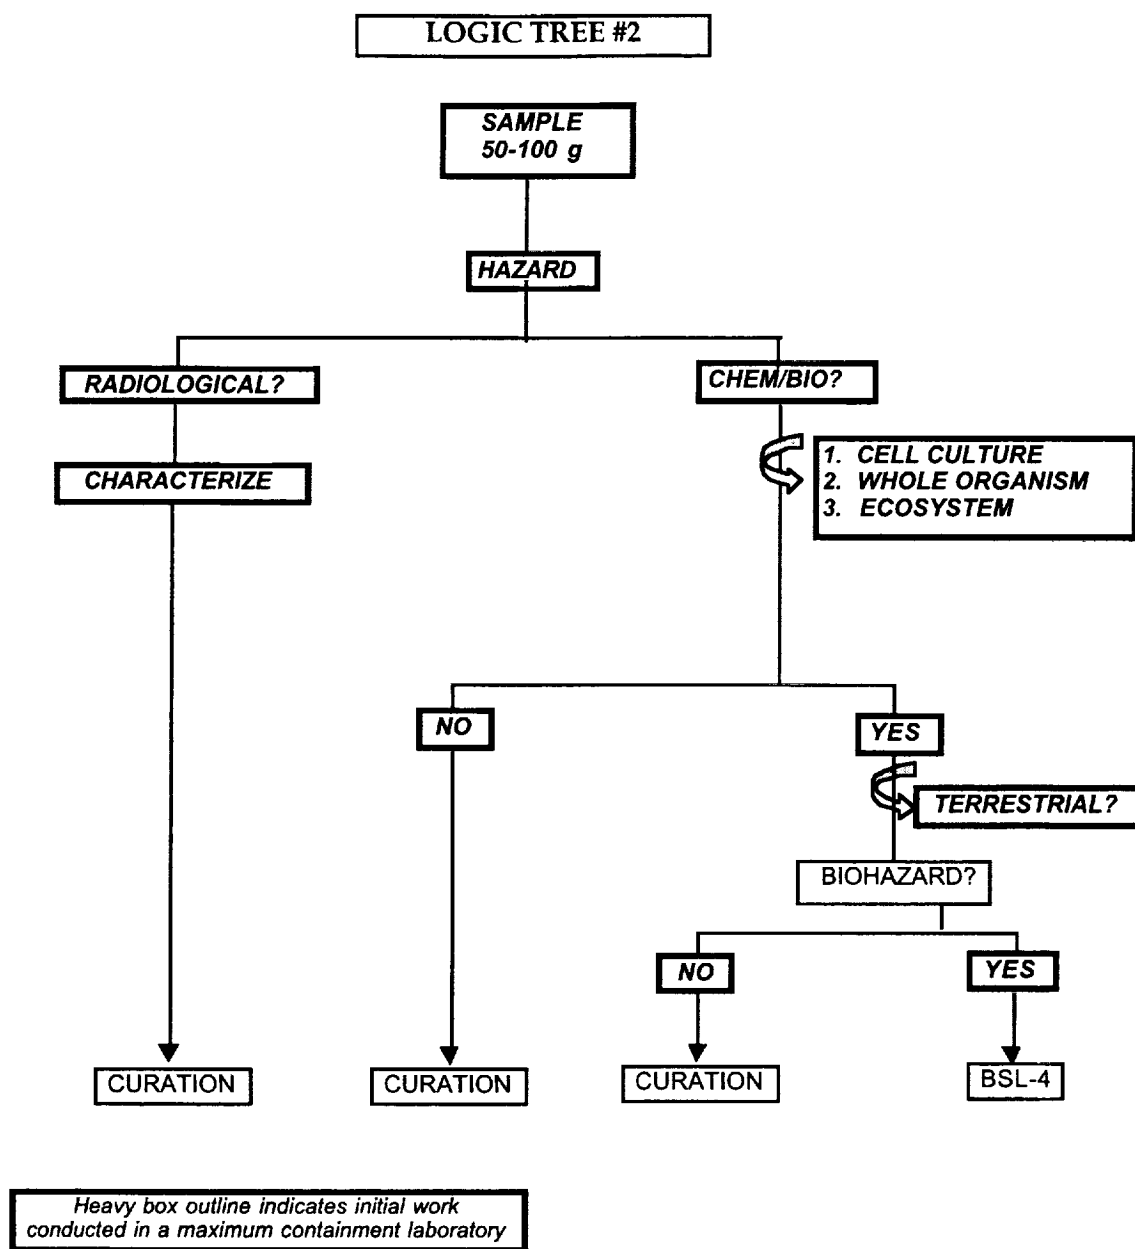 LOGIC TREE #2
SAMPLE
50-100 g
HAZARD
RADIOLOGICAL?
CHEM/BIO?
CHARACTERIZE
1. CELL CULTURE
2. WHOLE ORGANISM
3. ECOSYSTEM
NO
YES
TERRESTRIAL?
BIOHAZARD?
NO
YES
CURATION
CURATION
CURATION
BSL-4
Heavy box outline indicates initial work
conducted in a maximum containment laboratory